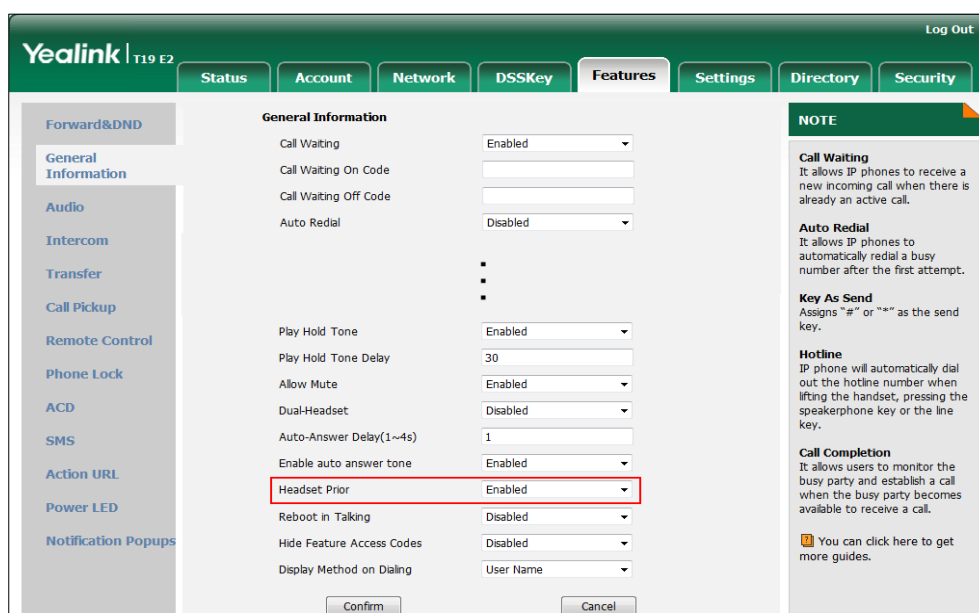 Log Out
Yealink T19 E2
Status Account Network DSSKey Features Settings Directory Security
Forward&DND
General
Information
Audio
Intercom
Transfer
Call Pickup
Remote Control
Phone Lock
ACD
SMS
Action URL
Power LED
Notification Popups
General Information
Call Waiting Enabled
Call Waiting On Code
Call Waiting Off Code
Auto Redial Disabled
Play Hold Tone Enabled
Play Hold Tone Delay 30
Allow Mute Enabled
Dual-Headset Disabled
Auto-Answer Delay(1~4s) 1
Enable auto answer tone Enabled
Headset Prior Enabled
Reboot in Talking Disabled
Hide Feature Access Codes Disabled
Display Method on Dialing User Name
Confirm Cancel
NOTE
Call Waiting
It allows IP phones to receive a
new incoming call when there is
already an active call.
Auto Redial
It allows IP phones to
automatically redial a busy
number after the first attempt.
Key As Send
Assigns "#" or "*" as the send
key.
Hotline
IP phone will automatically dial
out the hotline number when
lifting the handset, pressing the
speakerphone key or the line
key.
Call Completion
It allows users to monitor the
busy party and establish a call
when the busy party becomes
available to receive a call.
You can click here to get
more guides.